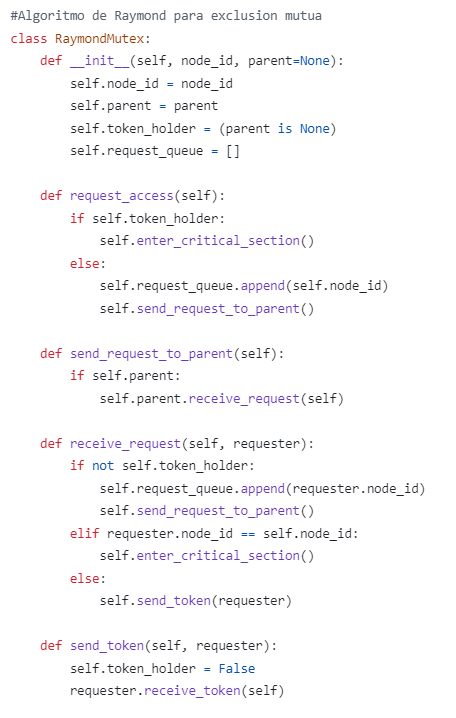 #Algoritmo de Raymond para exclusion mutua
class RaymondMutex:
    def __init__(self, node_id, parent=None):
        self.node_id = node_id
        self.parent = parent
        self.token_holder = (parent is None)
        self.request_queue = []

    def request_access(self):
        if self.token_holder:
            self.enter_critical_section()
        else:
            self.request_queue.append(self.node_id)
            self.send_request_to_parent()

    def send_request_to_parent(self):
        if self.parent:
            self.parent.receive_request(self)

    def receive_request(self, requester):
        if not self.token_holder:
            self.request_queue.append(requester.node_id)
            self.send_request_to_parent()
        elif requester.node_id == self.node_id:
            self.enter_critical_section()
        else:
            self.send_token(requester)

    def send_token(self, requester):
        self.token_holder = False
        requester.receive_token(self)